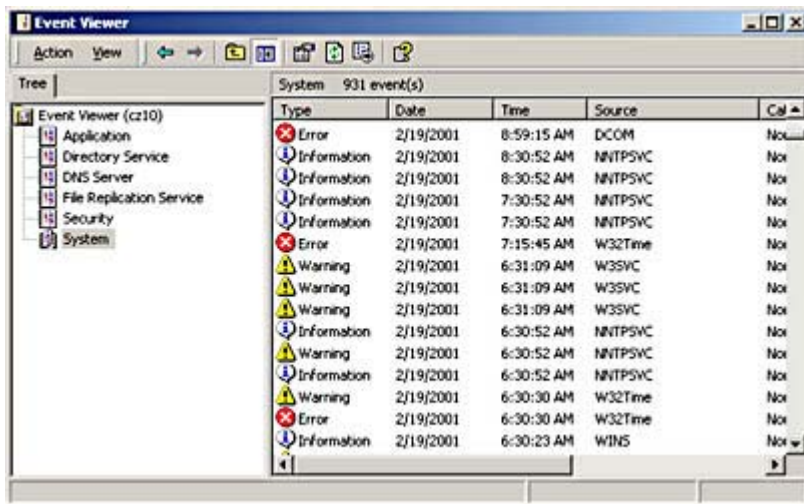 Event Viewer
Action View
Tree
System 931 event(s)
Event Viewer (cz10)
Application
Directory Service
DNS Server
File Replication Service
Security
System
Type Date Time Source
Error 2/19/2001 8:59:15 AM DCOM
Information 2/19/2001 8:30:52 AM NNTPSVC
Information 2/19/2001 8:30:52 AM NNTPSVC
Information 2/19/2001 7:30:52 AM NNTPSVC
Information 2/19/2001 7:30:52 AM NNTPSVC
Error 2/19/2001 7:15:45 AM W32Time
Warning 2/19/2001 6:31:09 AM W3SVC
Warning 2/19/2001 6:31:09 AM W3SVC
Warning 2/19/2001 6:31:09 AM W3SVC
Information 2/19/2001 6:30:52 AM NNTPSVC
Warning 2/19/2001 6:30:52 AM NNTPSVC
Information 2/19/2001 6:30:52 AM NNTPSVC
Warning 2/19/2001 6:30:30 AM W32Time
Error 2/19/2001 6:30:30 AM W32Time
Information 2/19/2001 6:30:23 AM WINS